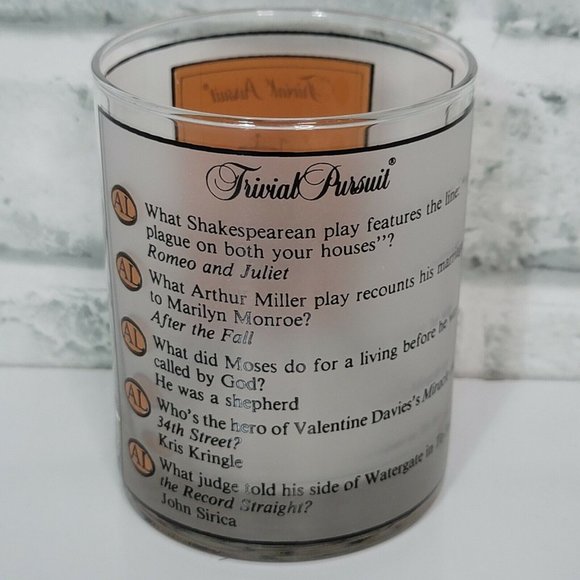 Trivial Pursuit
Trivial Pursuit®
AL What Shakespearean play features the line:
plague on both your houses''?
Romeo and Juliet
AL What Arthur Miller play recounts his marriage
to Marilyn Monroe?
After the Fall
AL What did Moses do for a living before he
called by God?
He was a shepherd
AL Who's the hero of Valentine Davies's Miracle
34th Street?
Kris Kringle
AL What judge told his side of Watergate in
the Record Straight?
John Sirica